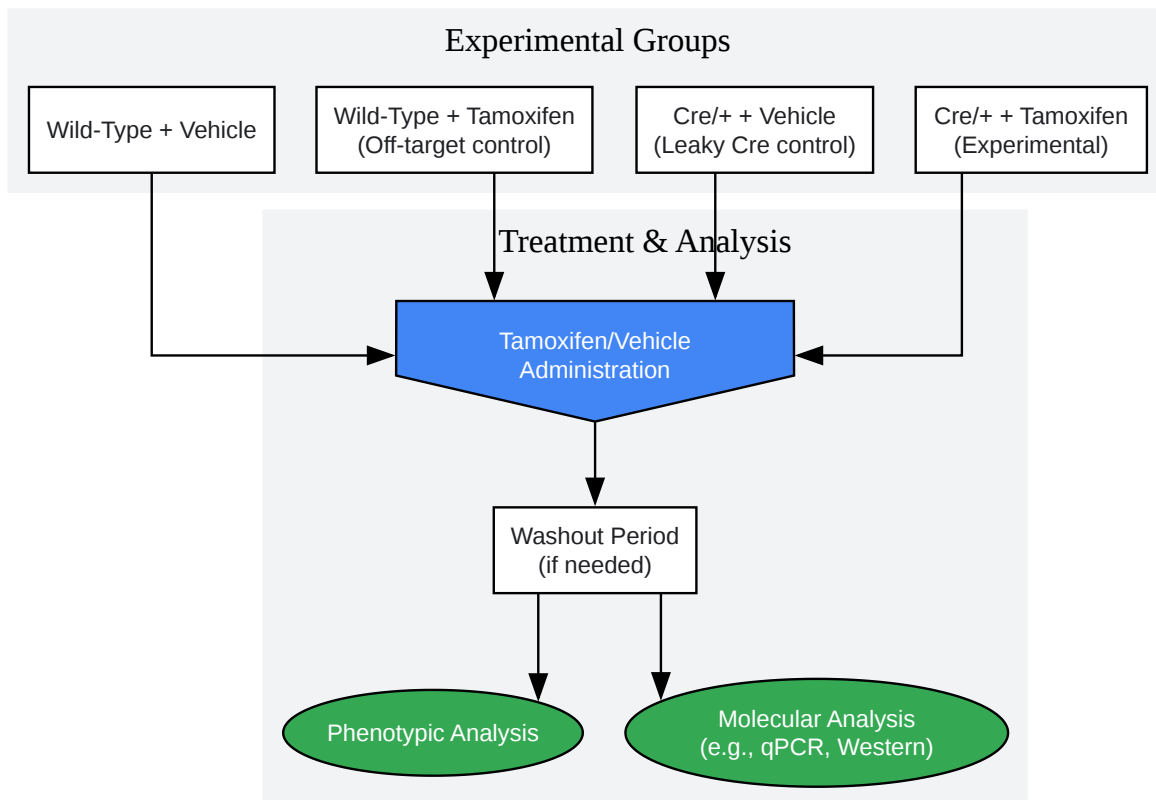 Experimental Groups
Wild-Type + Vehicle
Wild-Type + Tamoxifen
(Off-target control)
Cre/+ + Vehicle
(Leaky Cre control)
Cre/+ + Tamoxifen
(Experimental)
Treatment & Analysis
Tamoxifen/Vehicle
Administration
Washout Period
(if needed)
Phenotypic Analysis
Molecular Analysis
(e.g., qPCR, Western)